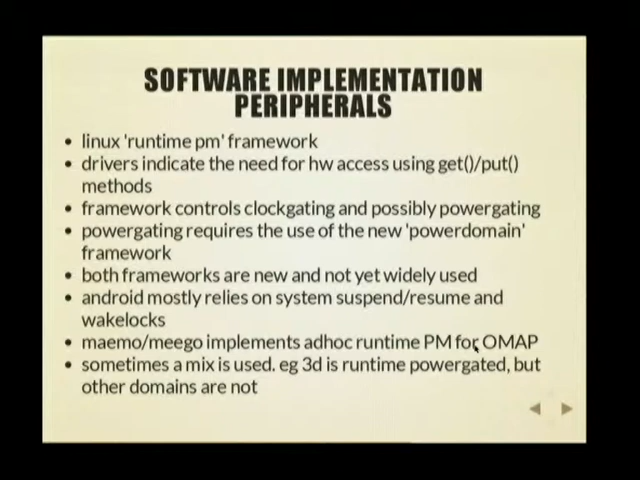 SOFTWARE IMPLEMENTATION
PERIPHERALS
• linux 'runtime pm' framework
• drivers indicate the need for hw access using get()/put()
methods
• framework controls clockgating and possibly powergating
• powergating requires the use of the new 'powerdomain'
framework
• both frameworks are new and not yet widely used
• android mostly relies on system suspend/resume and
wakelocks
• maemo/meego implements adhoc runtime PM for OMAP
• sometimes a mix is used. eg 3d is runtime powergated, but
other domains are not